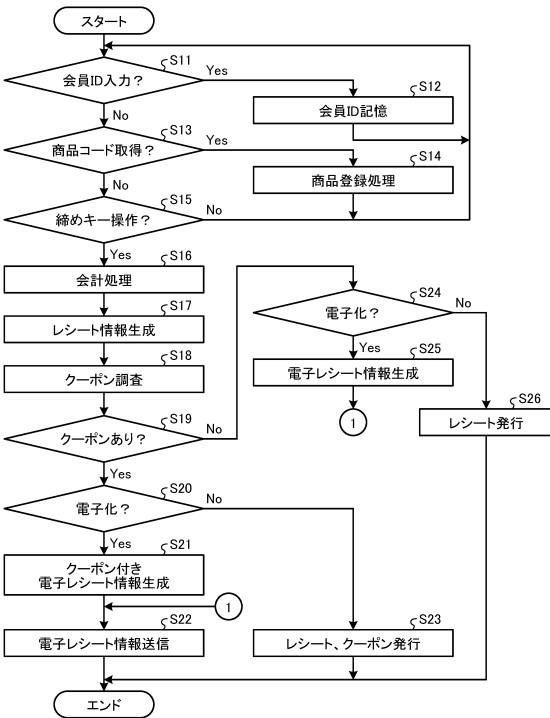 スタート
S11
会員ID入力？
Yes
No
S12
会員ID記憶
S13
商品コード取得？
Yes
No
S14
商品登録処理
S15
締めキー操作？
No
Yes
S16
会計処理
S17
レシート情報生成
S18
クーポン調査
S19
クーポンあり？
No
Yes
S24
電子化？
No
Yes
S25
電子レシート情報生成
1
S26
レシート発行
S20
電子化？
No
Yes
S21
クーポン付き
電子レシート情報生成
1
S22
電子レシート情報送信
S23
レシート、クーポン発行
エンド